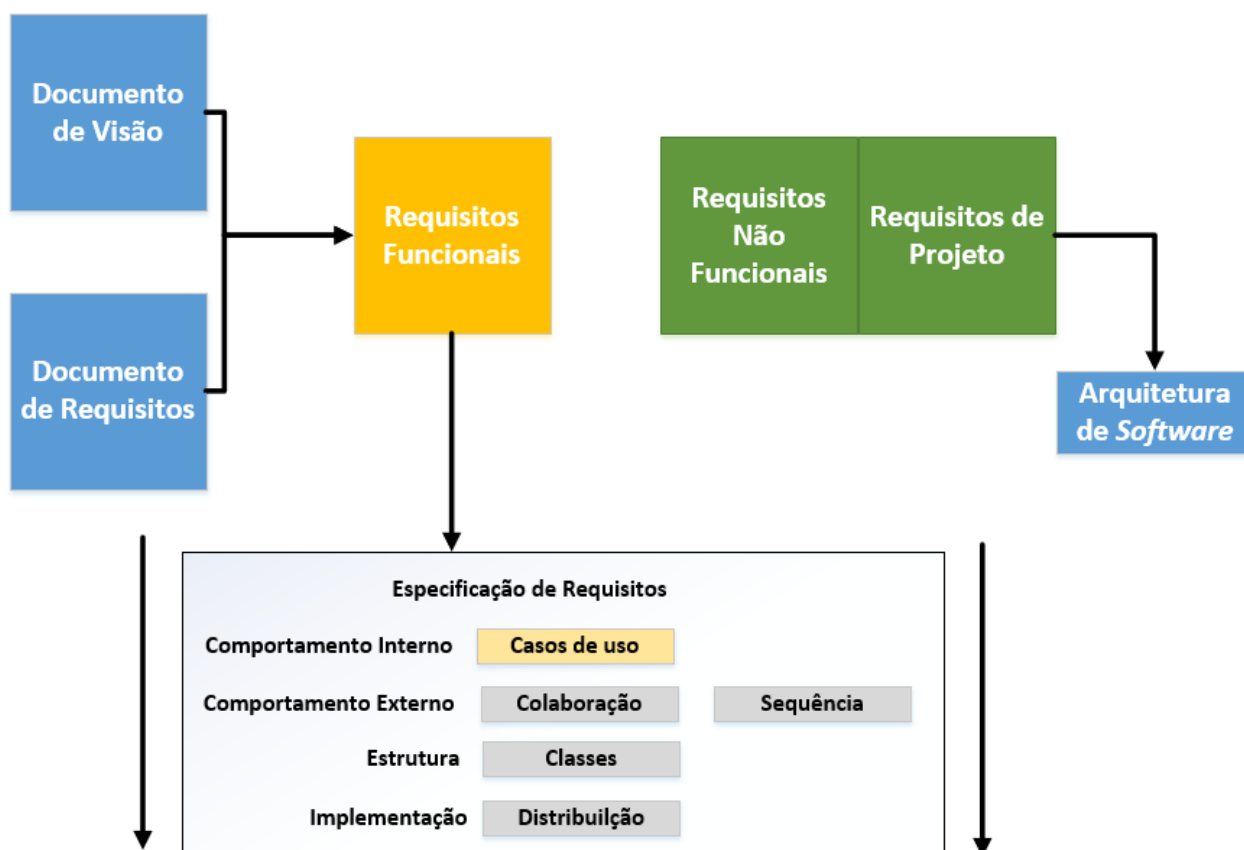 Documento
de Visão
Documento
de Requisitos
Requisitos
Funcionais
Requisitos
Não
Funcionais
Requisitos de
Projeto
Arquitetura
de Software
Especificação de Requisitos
Comportamento Interno
Casos de uso
Comportamento Externo
Colaboração
Sequência
Estrutura
Classes
Implementação
Distribuilção